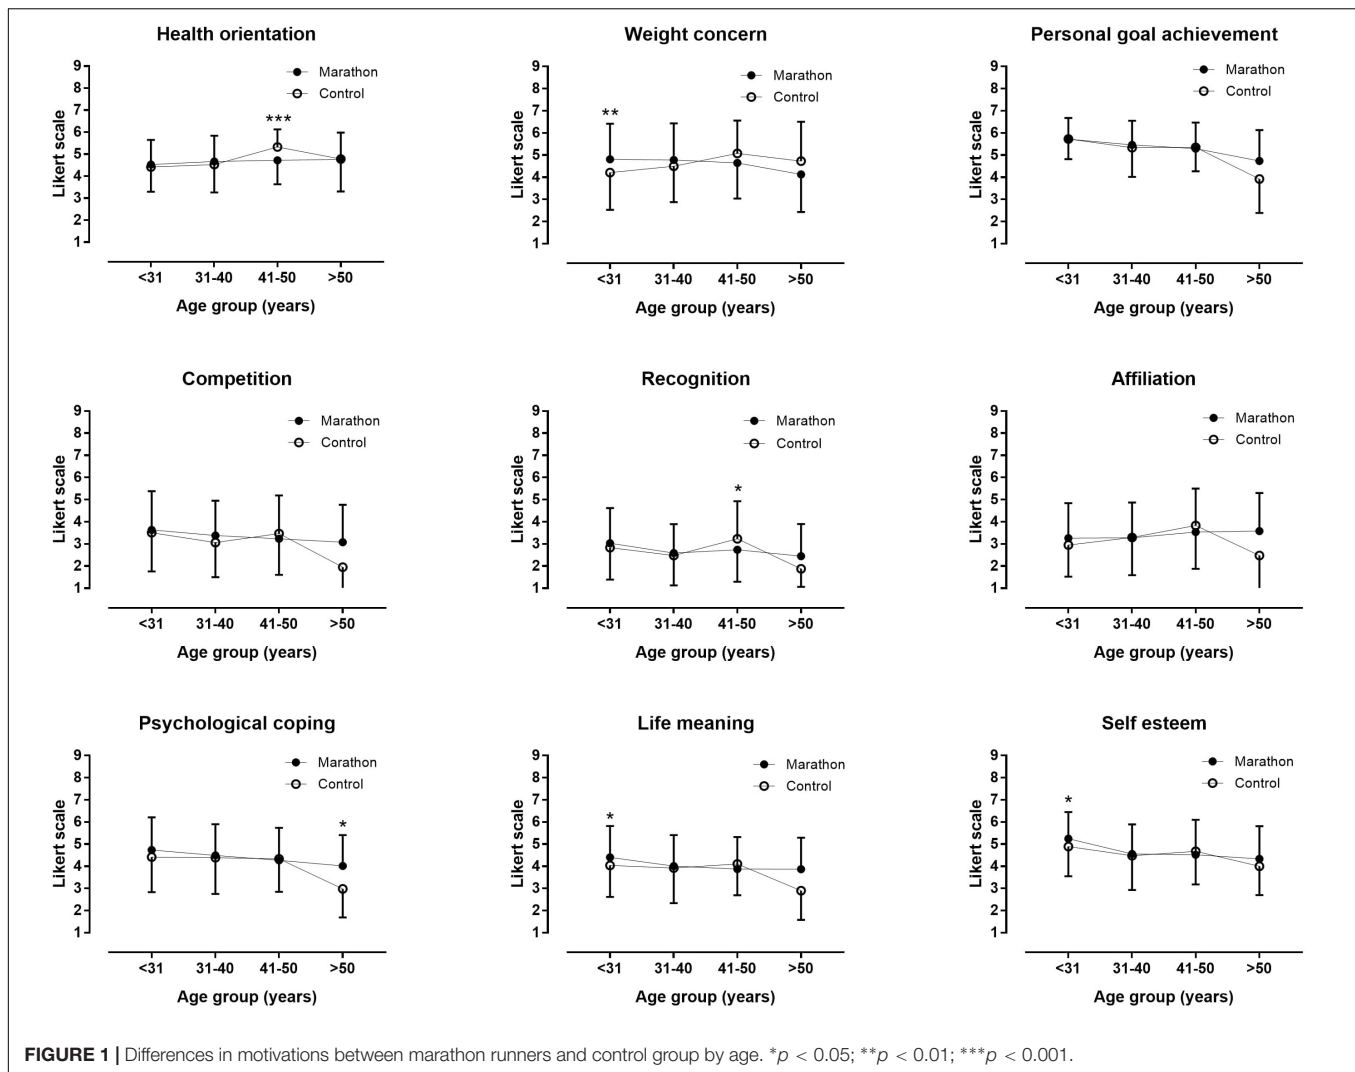 Health orientation
Marathon
Control
9
8
7
6
5
4
3
2
1
Likert scale
***
<31 31-40 41-50 >50
Age group (years)
Weight concern
Marathon
Control
9
8
7
6
5
4
3
2
1
Likert scale
**
<31 31-40 41-50 >50
Age group (years)
Personal goal achievement
Marathon
Control
9
8
7
6
5
4
3
2
1
Likert scale
<31 31-40 41-50 >50
Age group (years)
Competition
Marathon
Control
9
8
7
6
5
4
3
2
1
Likert scale
<31 31-40 41-50 >50
Age group (years)
Recognition
Marathon
Control
9
8
7
6
5
4
3
2
1
Likert scale
*
<31 31-40 41-50 >50
Age group (years)
Affiliation
Marathon
Control
9
8
7
6
5
4
3
2
1
Likert scale
<31 31-40 41-50 >50
Age group (years)
Psychological coping
Marathon
Control
9
8
7
6
5
4
3
2
1
Likert scale
*
<31 31-40 41-50 >50
Age group (years)
Life meaning
Marathon
Control
9
8
7
6
5
4
3
2
1
Likert scale
*
<31 31-40 41-50 >50
Age group (years)
Self esteem
Marathon
Control
9
8
7
6
5
4
3
2
1
Likert scale
*
<31 31-40 41-50 >50
Age group (years)
FIGURE 1 | Differences in motivations between marathon runners and control group by age. *p < 0.05; **p < 0.01; ***p < 0.001.